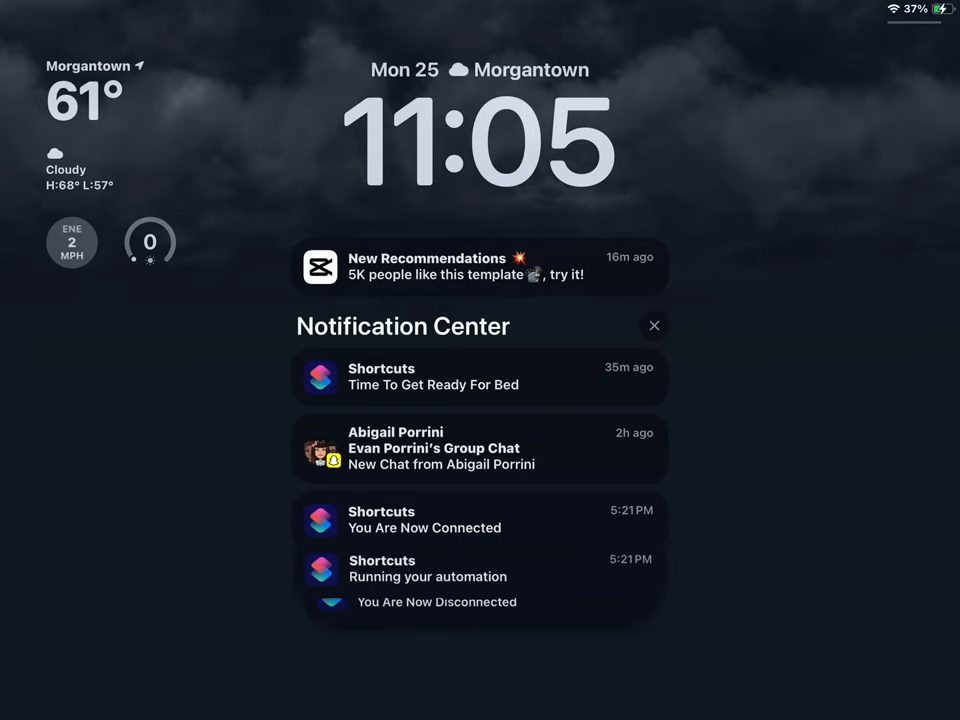 37%
Morgantown
61°
Cloudy
H:68° L:57°
ENE
2
MPH
0
Mon 25 Morgantown
11:05
New Recommendations 💥
16m ago
5K people like this template, try it!
Notification Center
Shortcuts
35m ago
Time To Get Ready For Bed
Abigail Porrini
2h ago
Evan Porrini’s Group Chat
New Chat from Abigail Porrini
Shortcuts
5:21 PM
You Are Now Connected
Shortcuts
5:21 PM
Running your automation
You Are Now Disconnected